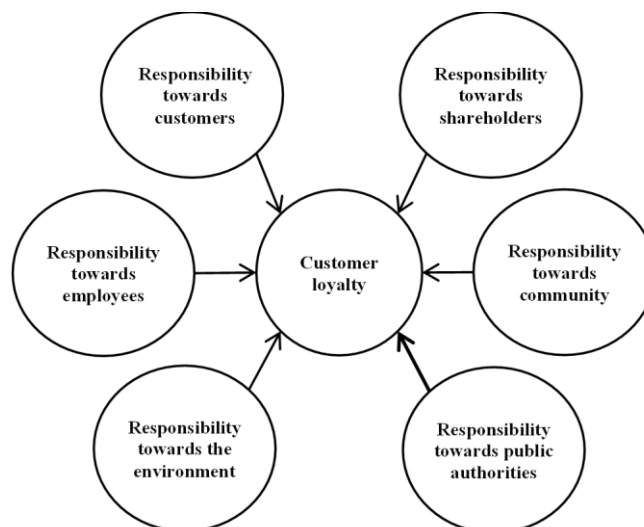 Responsibility
towards
customers
Responsibility
towards
shareholders
Responsibility
towards
employees
Customer
loyalty
Responsibility
towards
community
Responsibility
towards the
environment
Responsibility
towards public
authorities